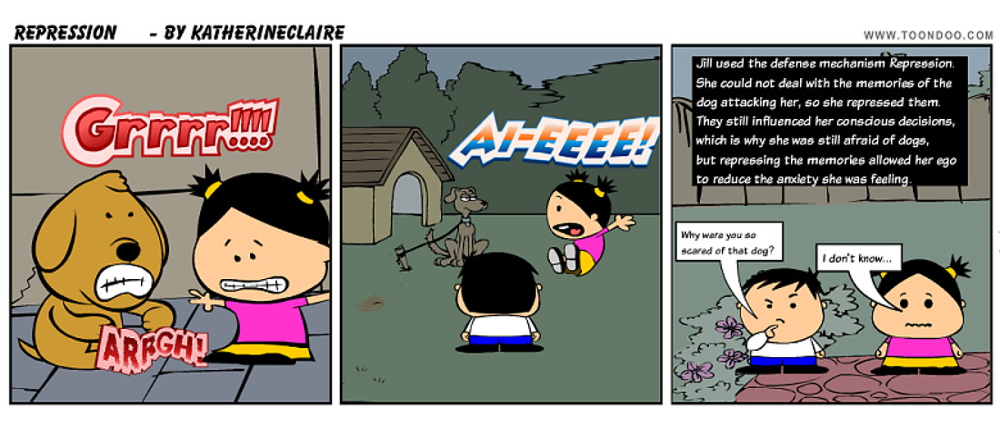 REPRESSION - BY KATHERINECLAIRE
WWW.TOONDOO.COM
Grrrrr!!!!
ARRGH!
AI-EEEE!
Jill used the defense mechanism Repression.
She could not deal with the memories of the
dog attacking her, so she repressed them.
They still influenced her conscious decisions,
which is why she was still afraid of dogs,
but repressing the memories allowed her ego
to reduce the anxiety she was feeling.
Why were you so
scared of that dog?
I don't know...